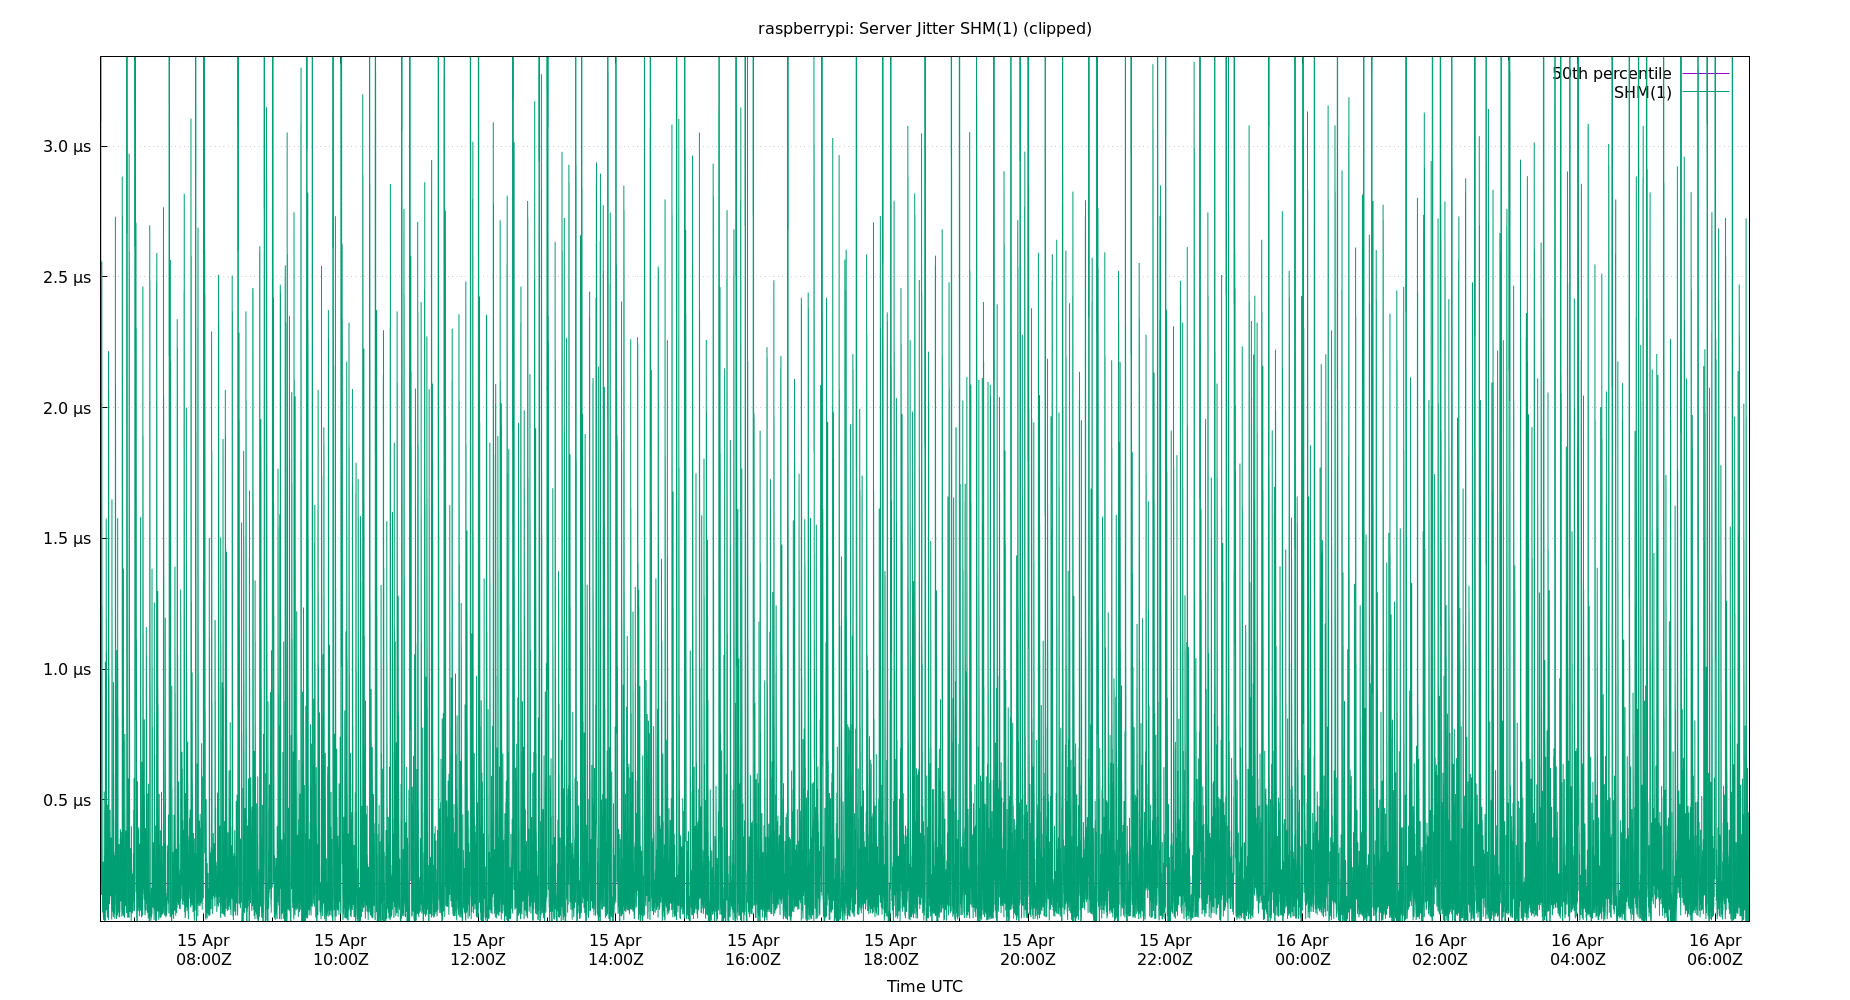 raspberrypi: Server Jitter SHM(1) (clipped)
50th percentile
SHM(1)
3.0 µs
2.5 µs
2.0 µs
1.5 µs
1.0 µs
0.5 µs
15 Apr 15 Apr 15 Apr 15 Apr 15 Apr 15 Apr 15 Apr 15 Apr 16 Apr 16 Apr 16 Apr 16 Apr
08:00Z 10:00Z 12:00Z 14:00Z 16:00Z 18:00Z 20:00Z 22:00Z 00:00Z 02:00Z 04:00Z 06:00Z
Time UTC